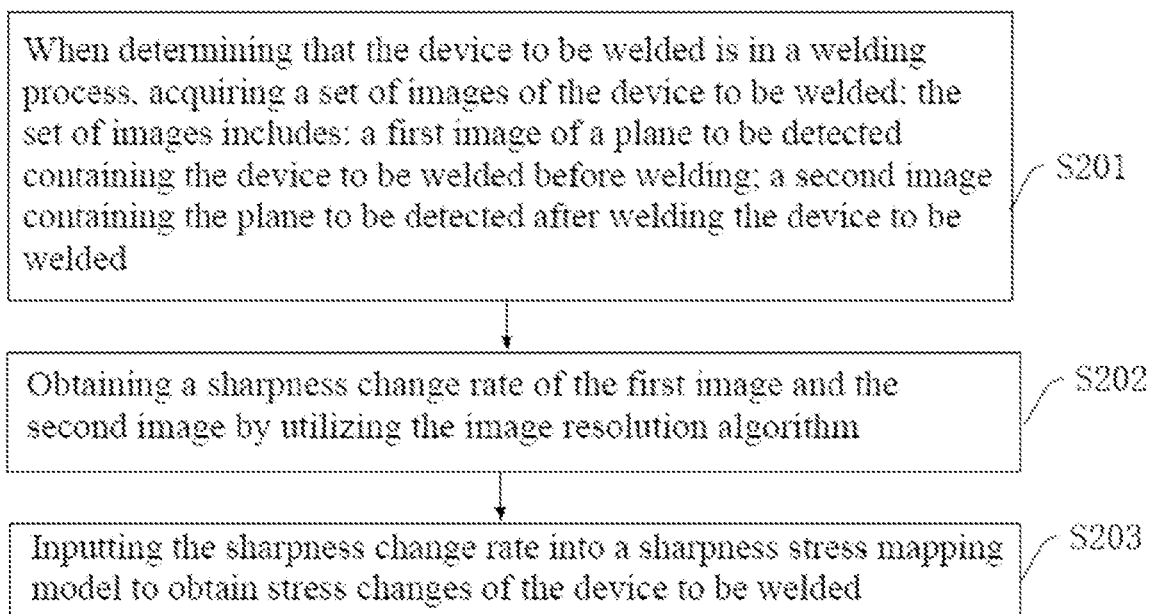 When determining that the device to be welded is in a welding
process, acquiring a set of images of the device to be welded; the
set of images includes: a first image of a plane to be detected
containing the device to be welded before welding; a second image
containing the plane to be detected after welding the device to be
welded
S201
Obtaining a sharpness change rate of the first image and the
second image by utilizing the image resolution algorithm
S202
Inputting the sharpness change rate into a sharpness stress mapping
model to obtain stress changes of the device to be welded
S203